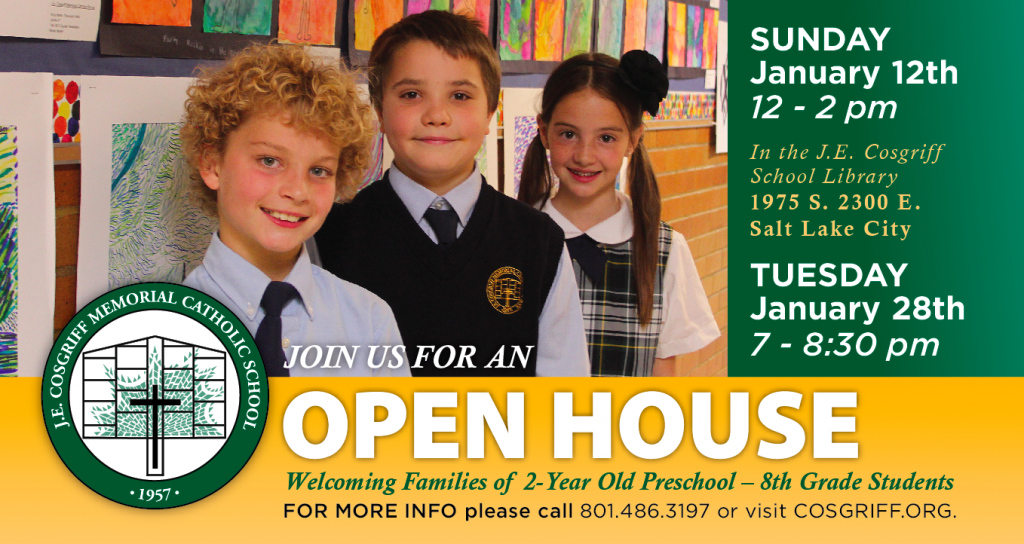 SUNDAY
January 12th
12 - 2 pm
In the J.E. Cosgriff
School Library
1975 S. 2300 E.
Salt Lake City
TUESDAY
January 28th
7 - 8:30 pm
J.E. COSGRIFF MEMORIAL CATHOLIC SCHOOL
• 1957 •
JOIN US FOR AN
OPEN HOUSE
Welcoming Families of 2-Year Old Preschool – 8th Grade Students
FOR MORE INFO please call 801.486.3197 or visit COSGRIFF.ORG.